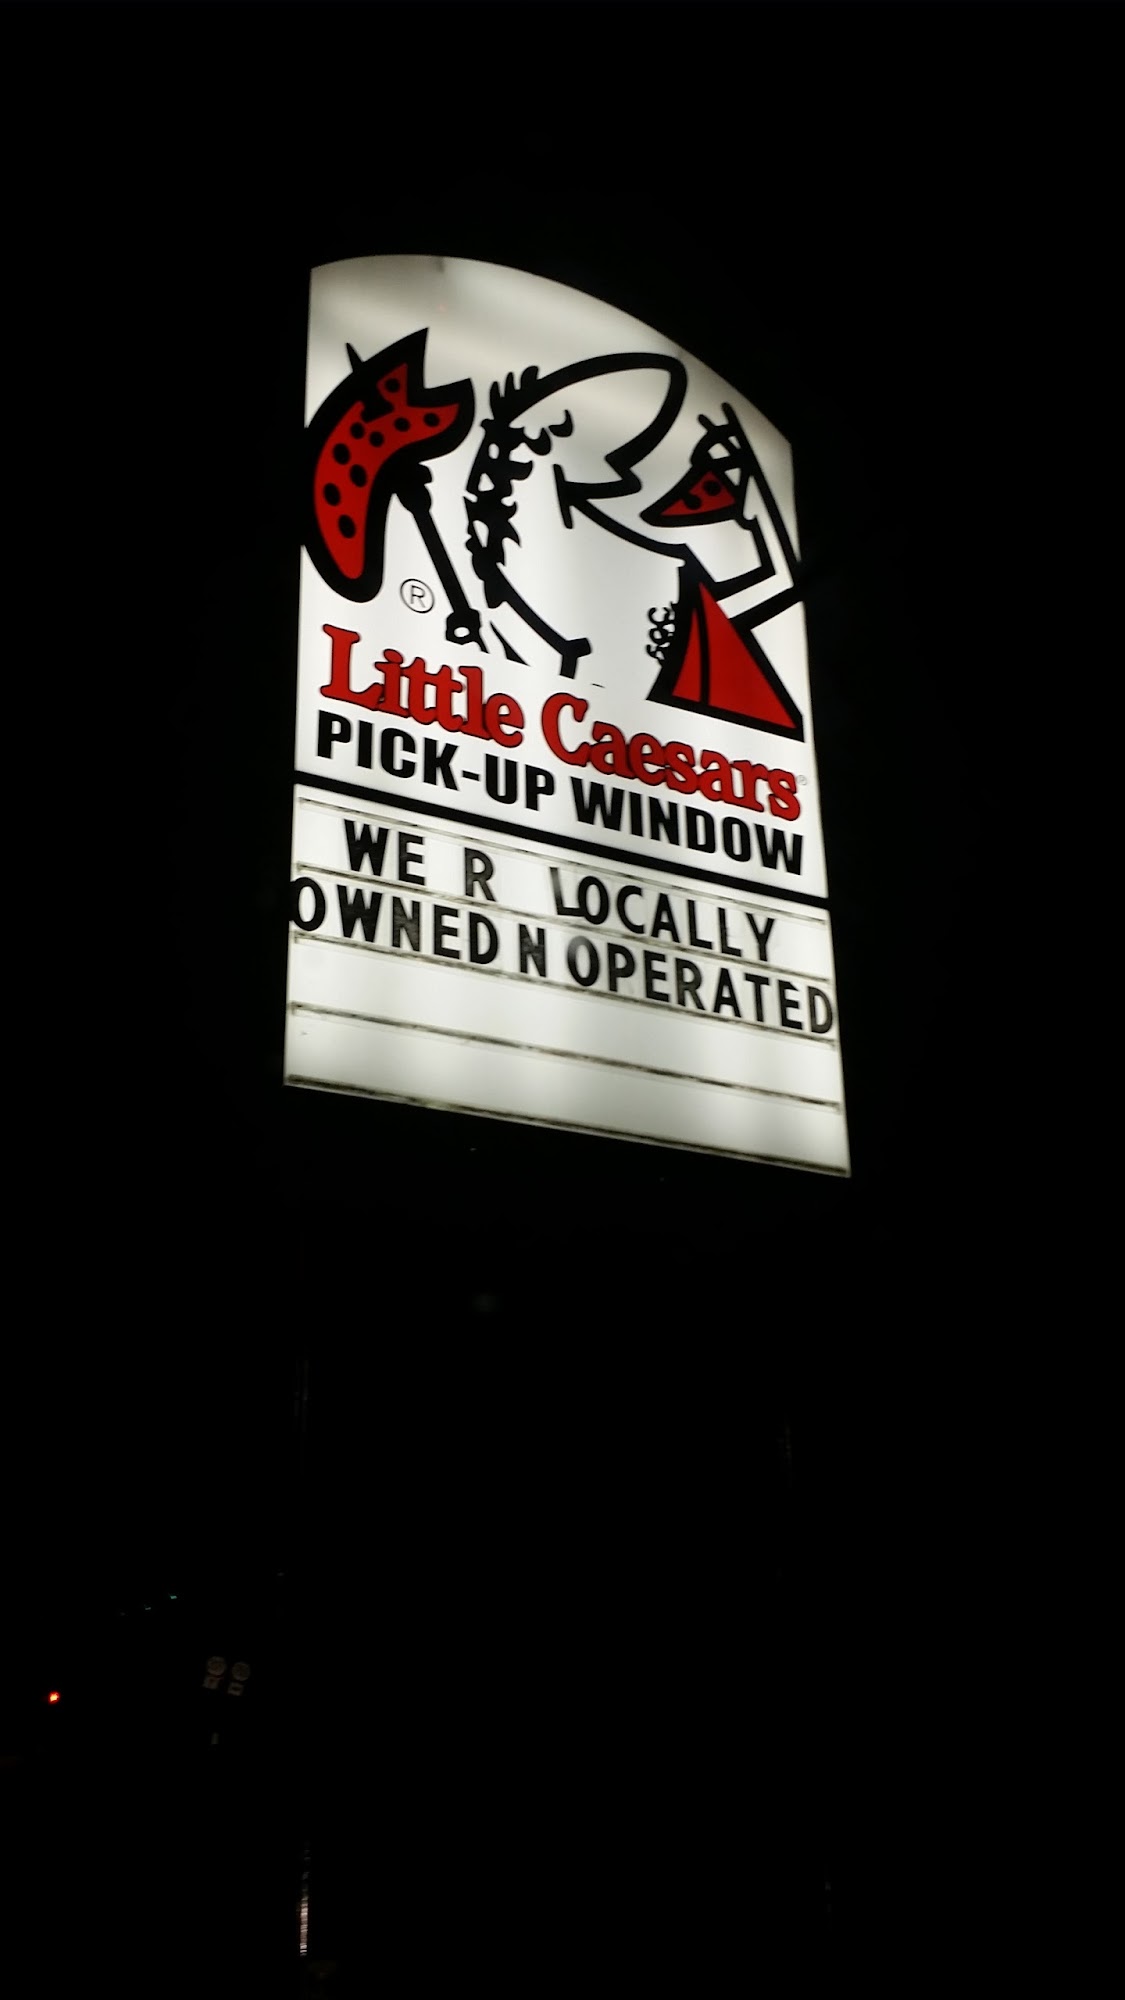 ®
Little Caesars®
PICK-UP WINDOW
WE R LOCALLY
OWNED N OPERATED